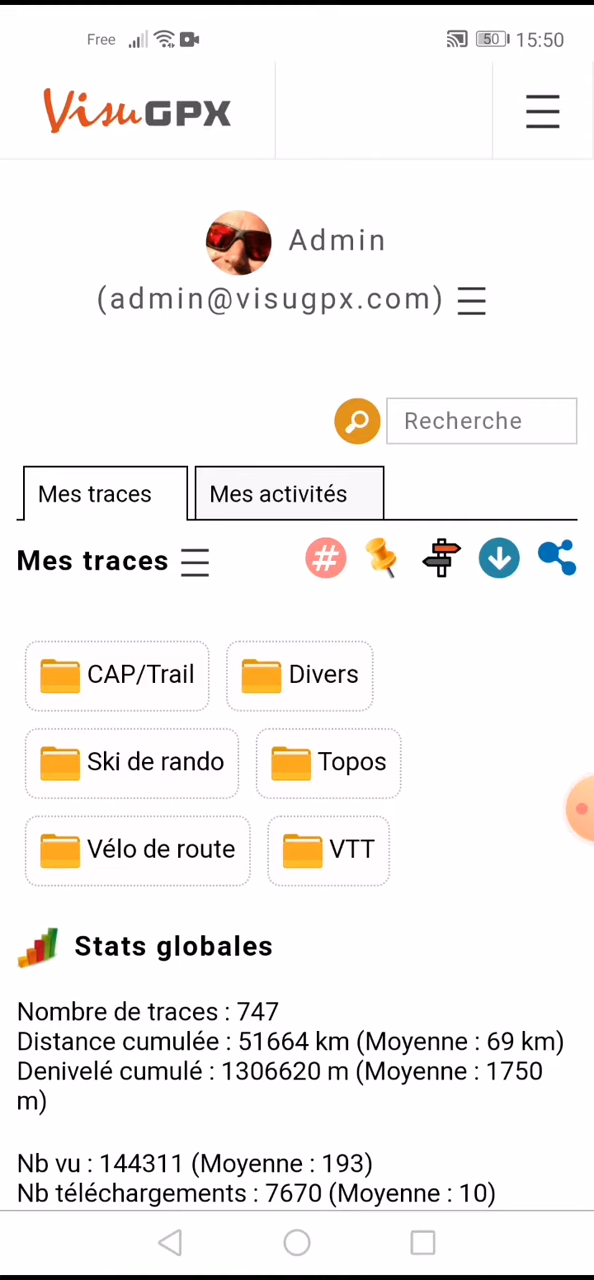 Free 50 15:50
VisuGPX
Admin
(admin@visugpx.com)
Recherche
Mes traces Mes activités
Mes traces #
CAP/Trail Divers
Ski de rando Topos
Vélo de route VTT
Stats globales
Nombre de traces : 747
Distance cumulée : 51664 km (Moyenne : 69 km)
Denivelé cumulé : 1306620 m (Moyenne : 1750
m)
Nb vu : 144311 (Moyenne : 193)
Nb téléchargements : 7670 (Moyenne : 10)